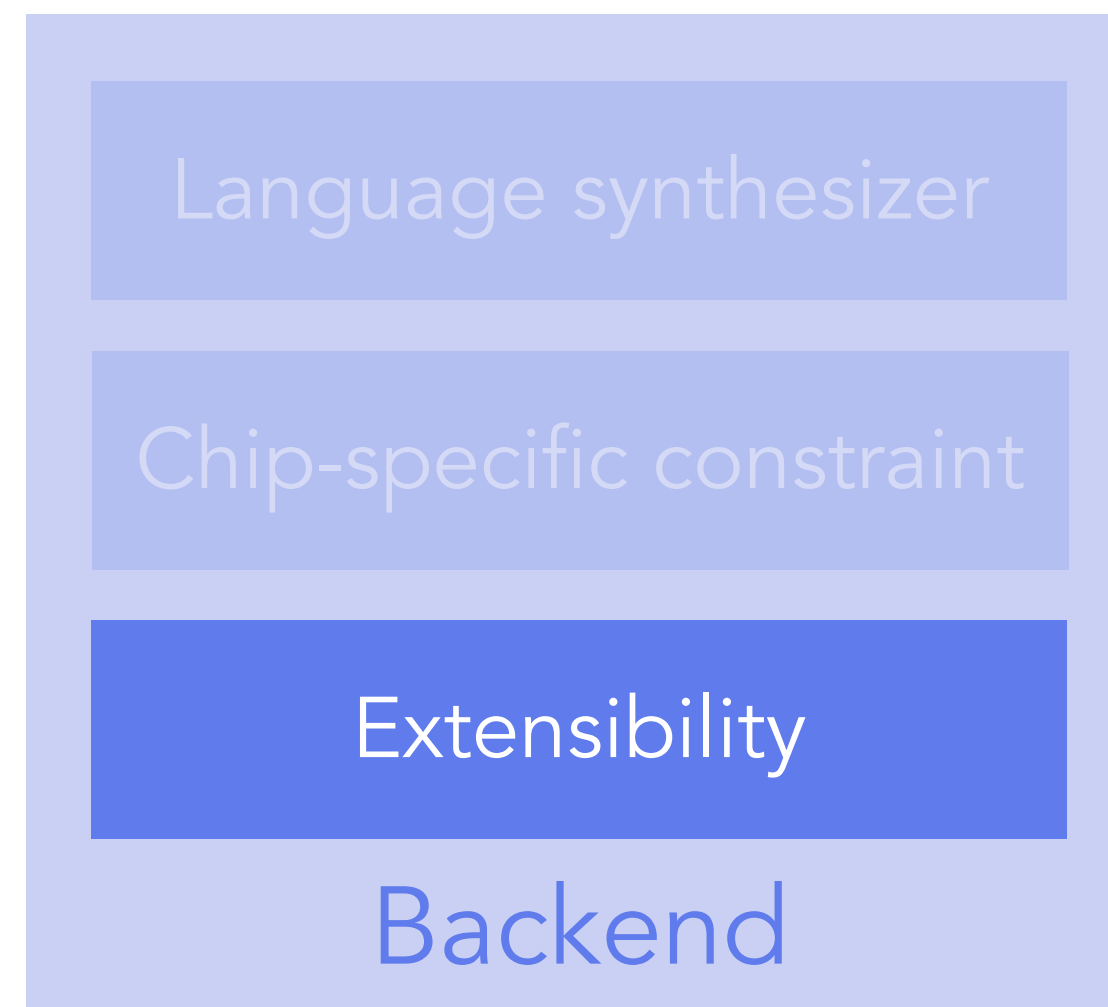 Language synthesizer
Chip-specific constraint
Extensibility
Backend